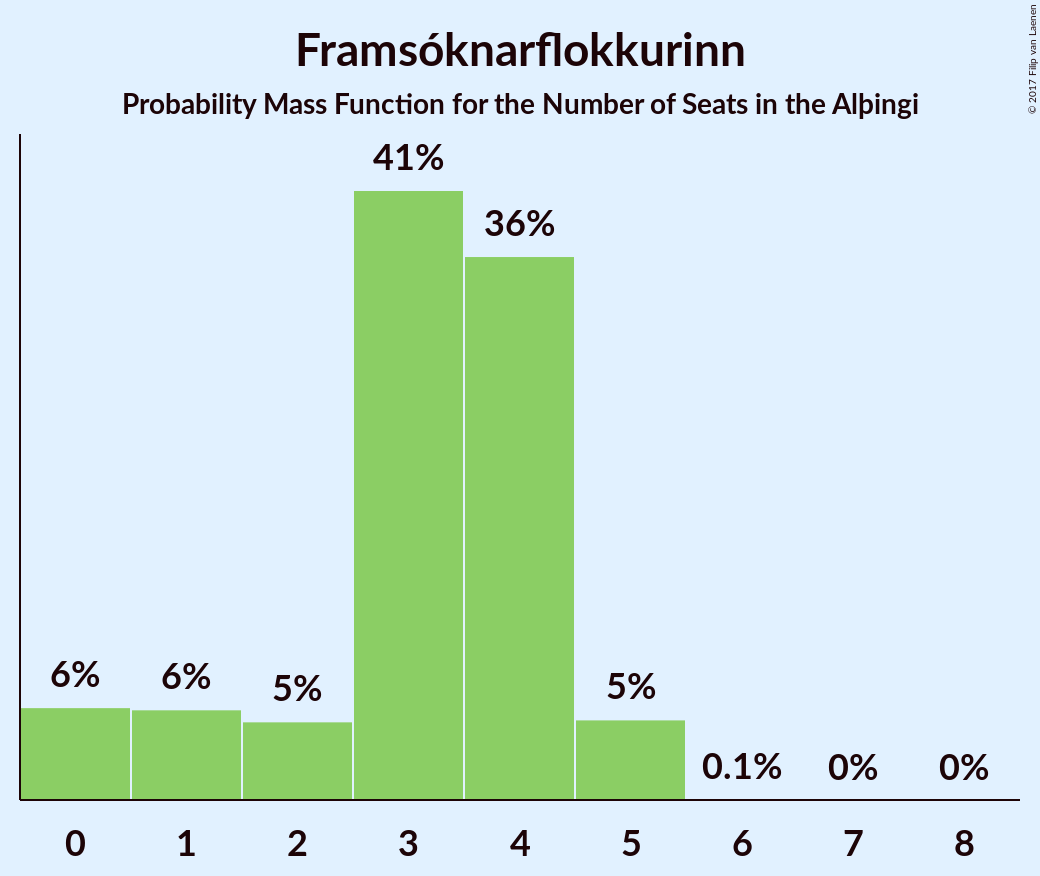 Framsóknarflokkurinn
Probability Mass Function for the Number of Seats in the Alþingi
© 2017 Filip van Laenen
41%
36%
6%
6%
5%
5%
0.1%
0%
0%
0 1 2 3 4 5 6 7 8